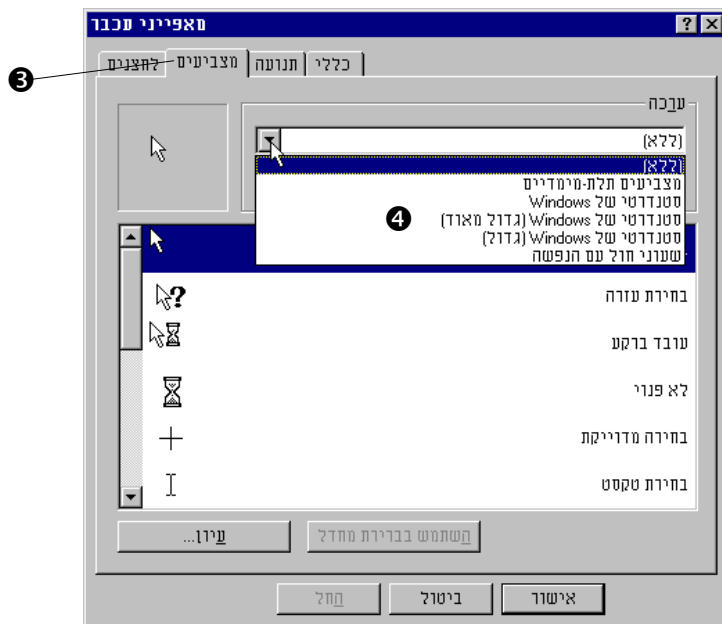 מאפייני עכבר
❸
לחצנים מצביעים תנועה כללי
ערכה
(ללא)
(ללא)
מצביעים תלת-מימדיים
סטנדרטי של Windows
❹
סטנדרטי של Windows (גדול מאוד)
סטנדרטי של Windows (גדול)
שעוני חול עם הנפשה
בחירת עזרה
עובד ברקע
לא פנוי
בחירה מדוייקת
בחירת טקסט
השתמש בברירת מחדל
עיון...
אישור
ביטול
החל